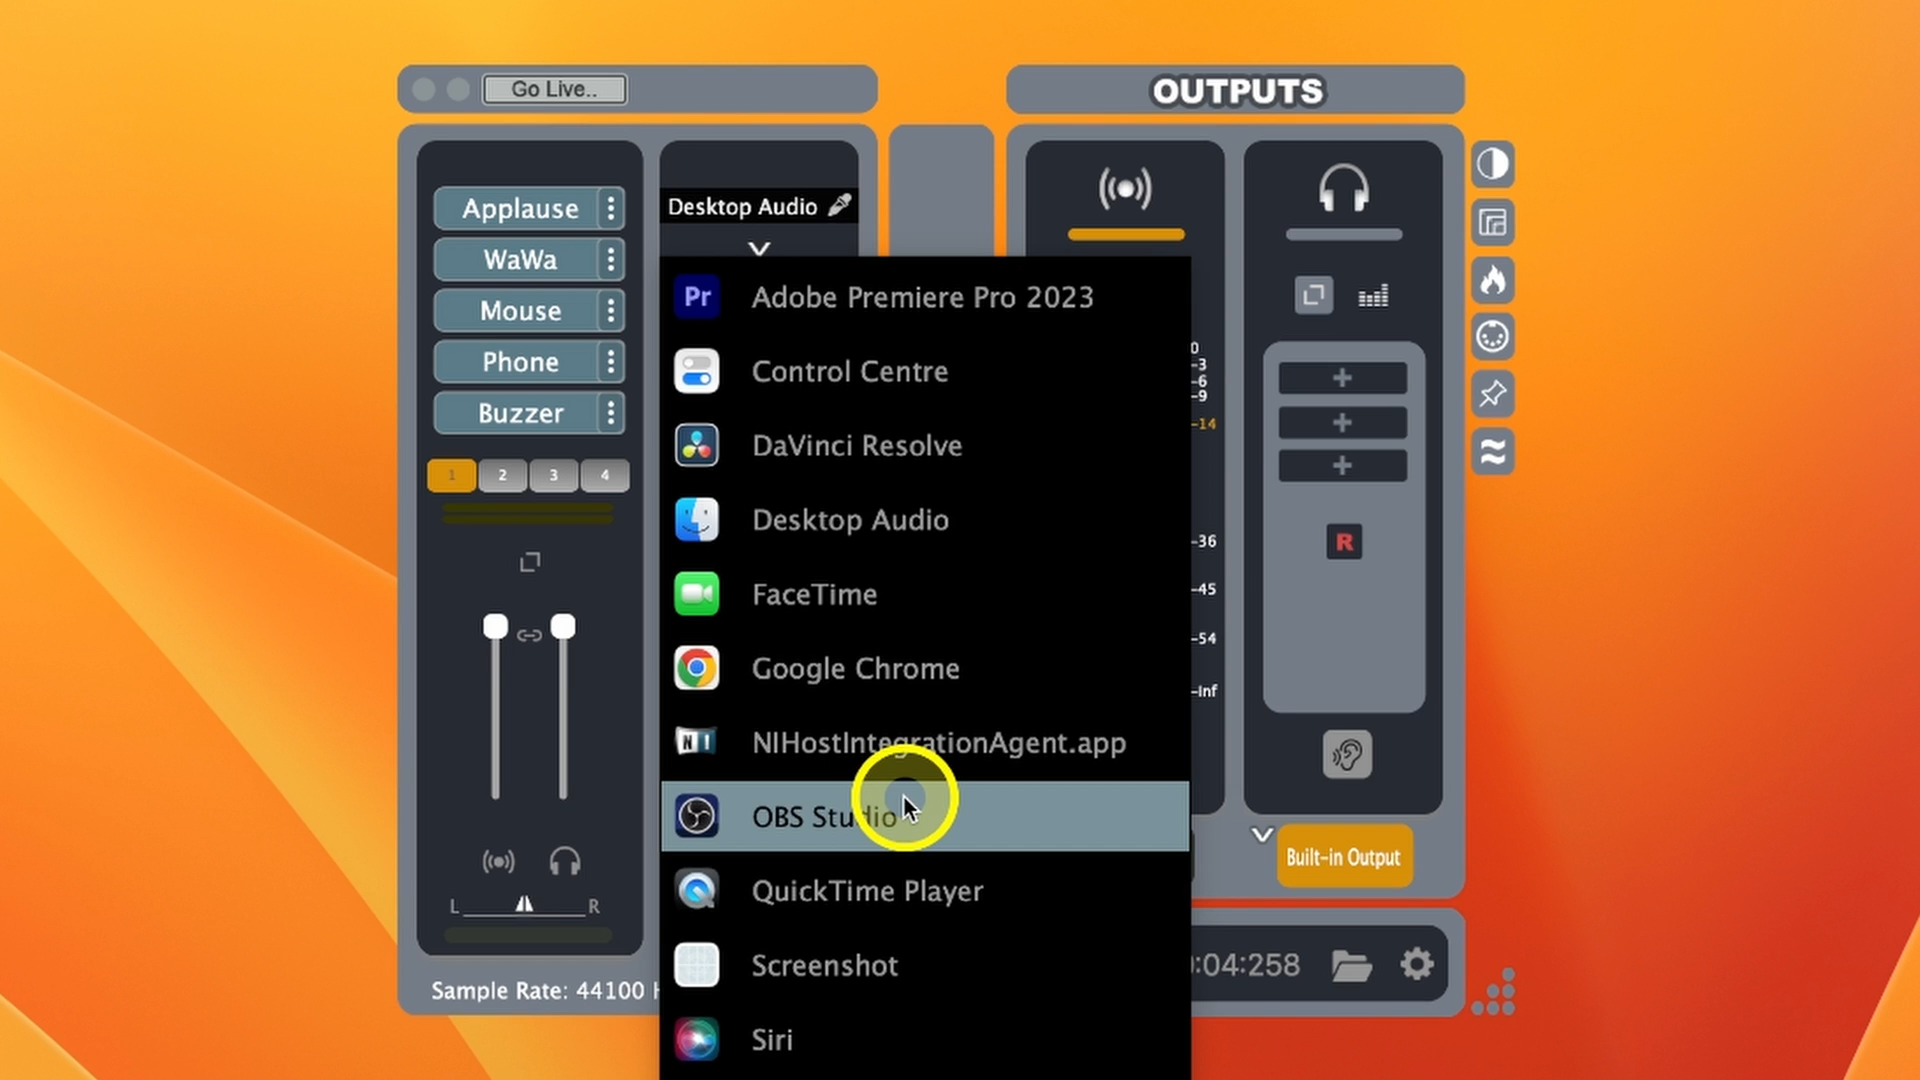 Go Live..
OUTPUTS
Applause
WaWa
Mouse
Phone
Buzzer
1 2 3 4
L R
Sample Rate: 44100 H
Desktop Audio
Pr Adobe Premiere Pro 2023
Control Centre
DaVinci Resolve
Desktop Audio
FaceTime
Google Chrome
NI NIHostIntegrationAgent.app
OBS Studio
QuickTime Player
Screenshot
Siri
0
-3
-6
-9
-14
-36
-45
-54
-inf
+
+
+
R
Built-in Output
:04:258